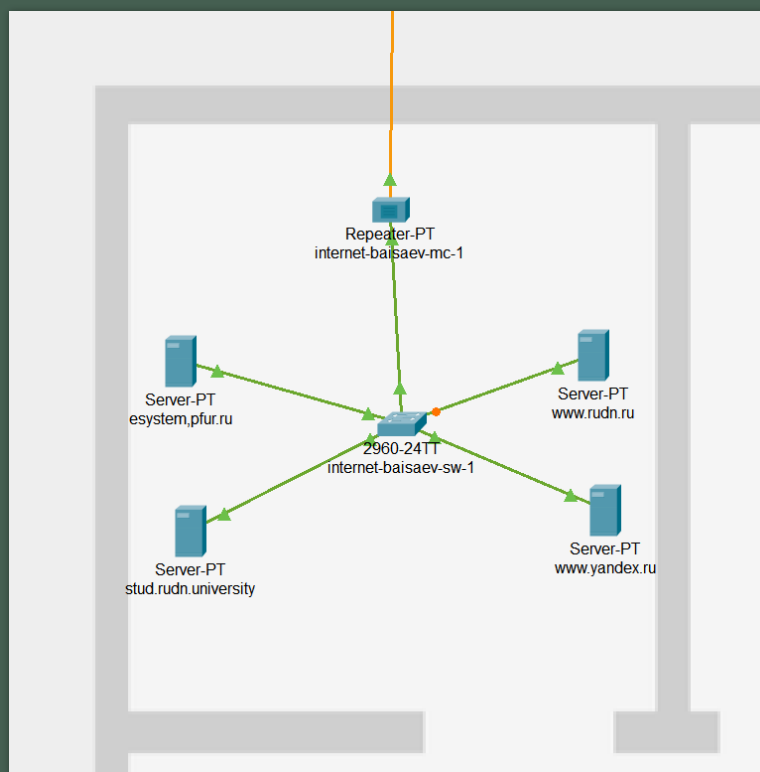 Repeater-PT
internet-baisaev-mc-1
Server-PT
esystem,pfur.ru
Server-PT
www.rudn.ru
2960-24TT
internet-baisaev-sw-1
Server-PT
stud.rudn.university
Server-PT
www.yandex.ru